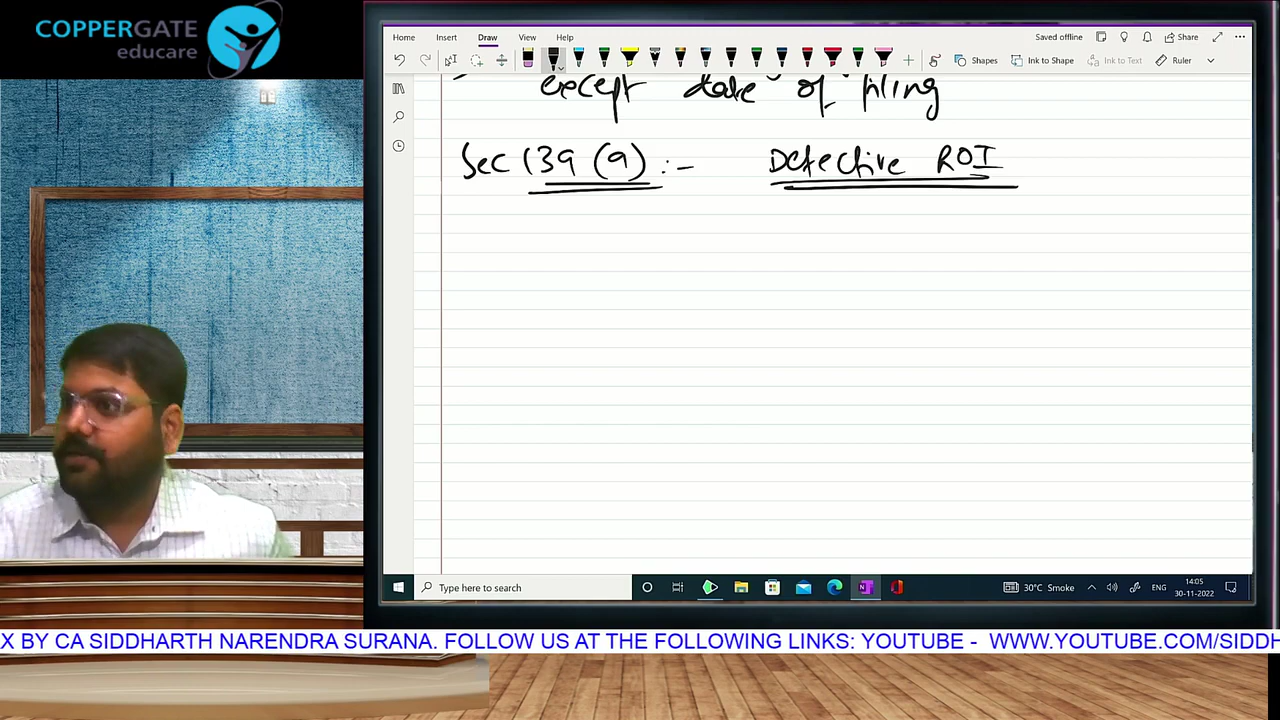 COPPERGATE
educare
Home Insert Draw View Help
Saved offline
Share
Shapes
Ink to Shape
Ink to Text
Ruler
except date of filing
Sec 139 (9) :- Defective ROI
Type here to search
30°C Smoke
ENG
14:05
30-11-2022
X BY CA SIDDHARTH NARENDRA SURANA. FOLLOW US AT THE FOLLOWING LINKS: YOUTUBE - WWW.YOUTUBE.COM/SIDDH